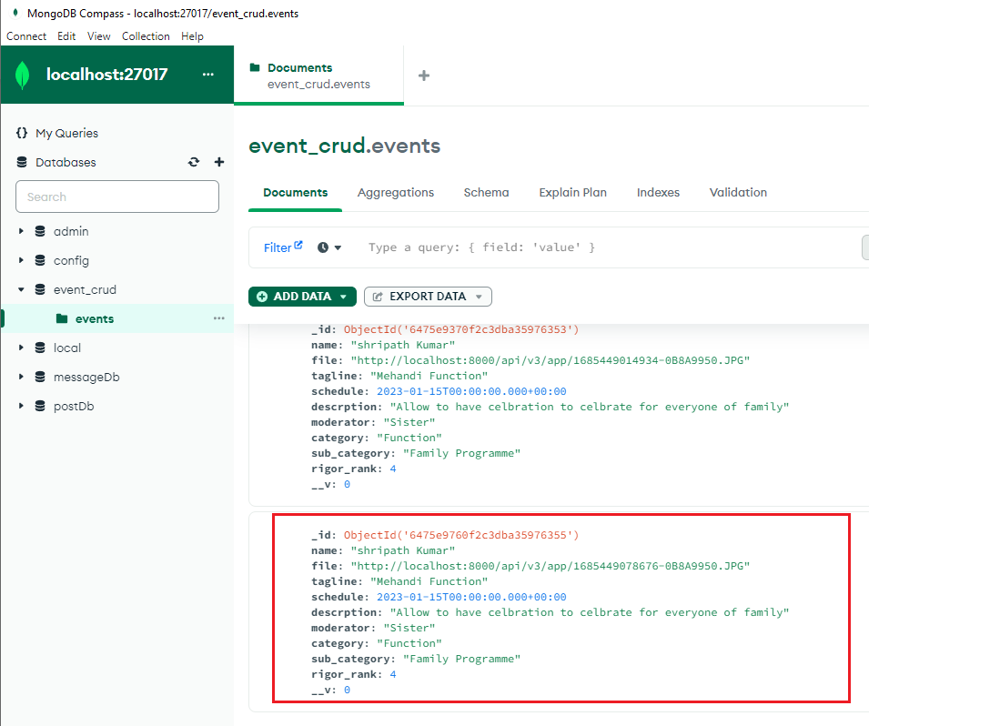 MongoDB Compass - localhost:27017/event_crud.events
Connect Edit View Collection Help
localhost:27017
Documents
event_crud.events
My Queries
Databases
Search
admin
config
event_crud
events
local
messageDb
postDb
event_crud.events
Documents Aggregations Schema Explain Plan Indexes Validation
Filter Type a query: { field: 'value' }
ADD DATA EXPORT DATA
_id: ObjectId('6475e9370f2c3dba35976353')
name: "shripath Kumar"
file: "http://localhost:8000/api/v3/app/1685449014934-0B8A9950.JPG"
tagline: "Mehandi Function"
schedule: 2023-01-15T00:00:00.000+00:00
descrption: "Allow to have celbration to celbrate for everyone of family"
moderator: "Sister"
category: "Function"
sub_category: "Family Programme"
rigor_rank: 4
__v: 0
_id: ObjectId('6475e9760f2c3dba35976355')
name: "shripath Kumar"
file: "http://localhost:8000/api/v3/app/1685449078676-0B8A9950.JPG"
tagline: "Mehandi Function"
schedule: 2023-01-15T00:00:00.000+00:00
descrption: "Allow to have celbration to celbrate for everyone of family"
moderator: "Sister"
category: "Function"
sub_category: "Family Programme"
rigor_rank: 4
__v: 0